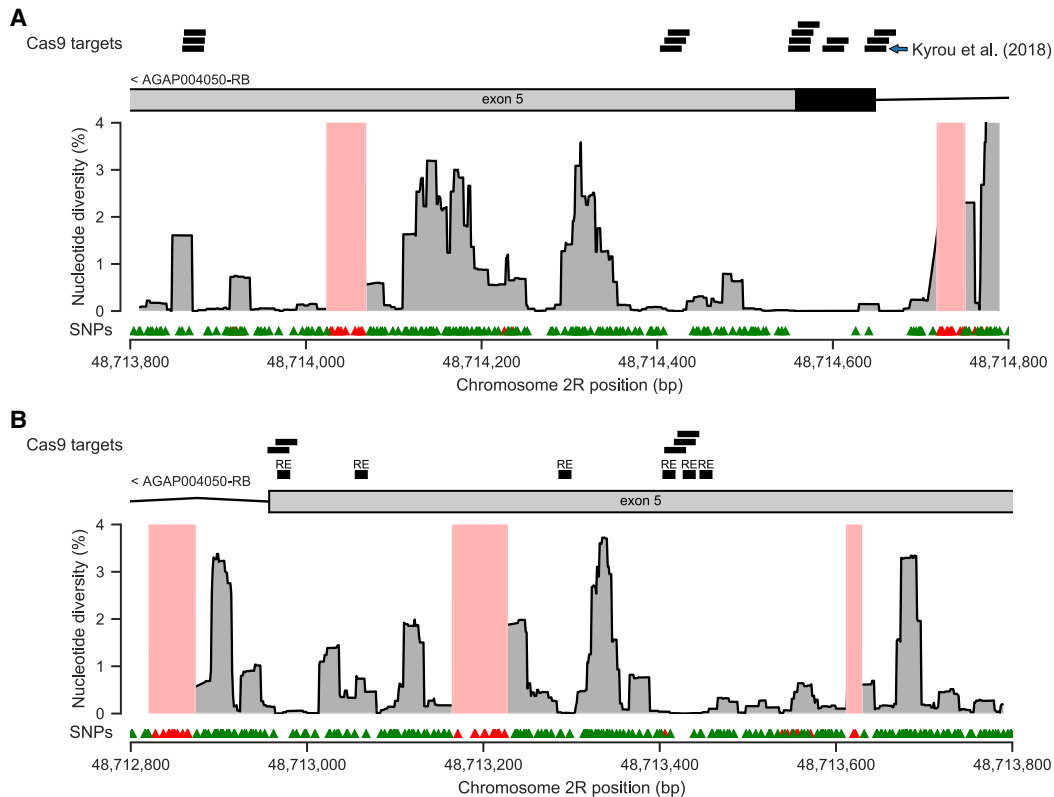 A
Cas9 targets
Kyrou et al. (2018)
< AGAP004050-RB
exon 5
Nucleotide diversity (%)
4
3
2
1
0
SNPs
48,713,800 48,714,000 48,714,200 48,714,400 48,714,600 48,714,800
Chromosome 2R position (bp)
B
Cas9 targets
RE RE RE RE RE RE
< AGAP004050-RB
exon 5
Nucleotide diversity (%)
4
3
2
1
0
SNPs
48,712,800 48,713,000 48,713,200 48,713,400 48,713,600 48,713,800
Chromosome 2R position (bp)